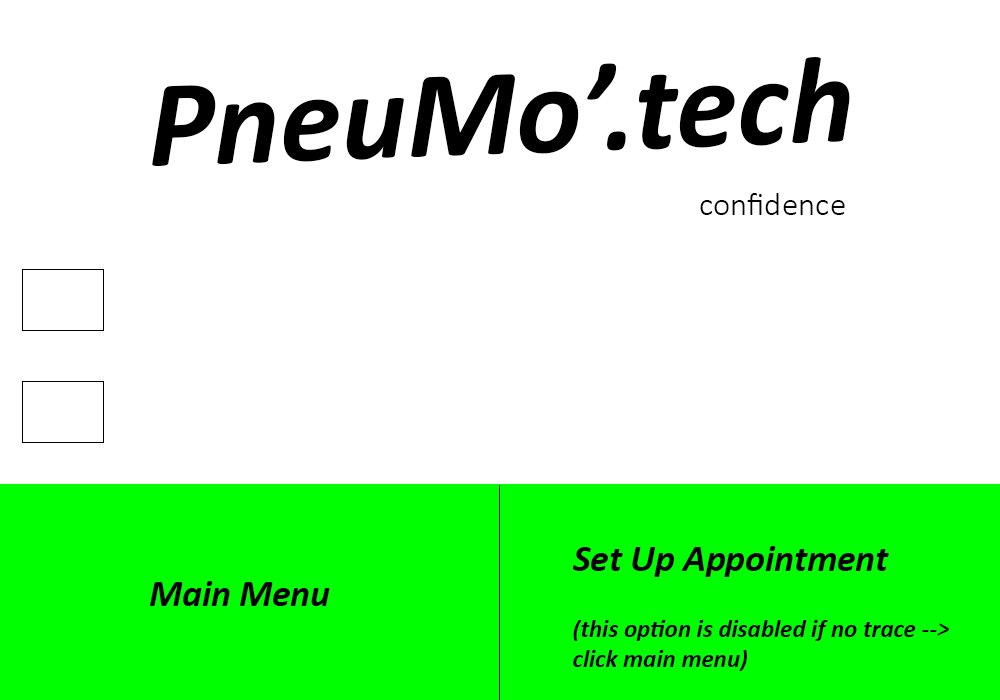 PneuMo’.tech
confidence
Main Menu
Set Up Appointment
(this option is disabled if no trace -->
click main menu)